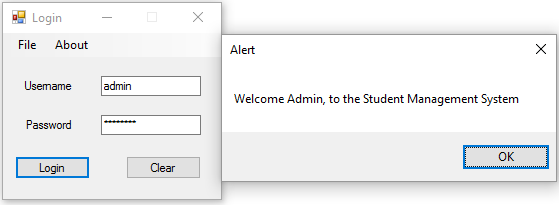 Login
File About
Username admin
Password ********
Login Clear
Alert
Welcome Admin, to the Student Management System
OK